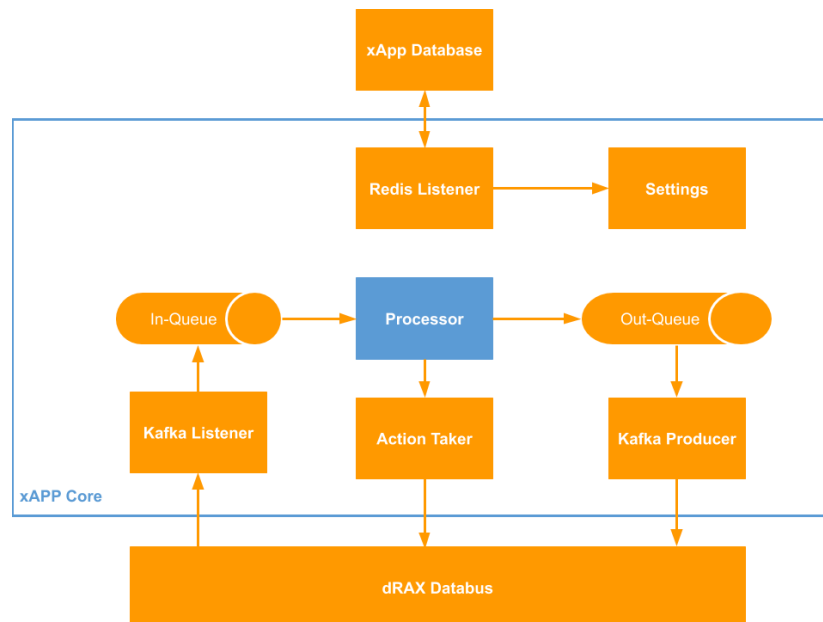 xApp Database
Redis Listener
Settings
In-Queue
Processor
Out-Queue
Kafka Listener
Action Taker
Kafka Producer
xAPP Core
dRAX Databus